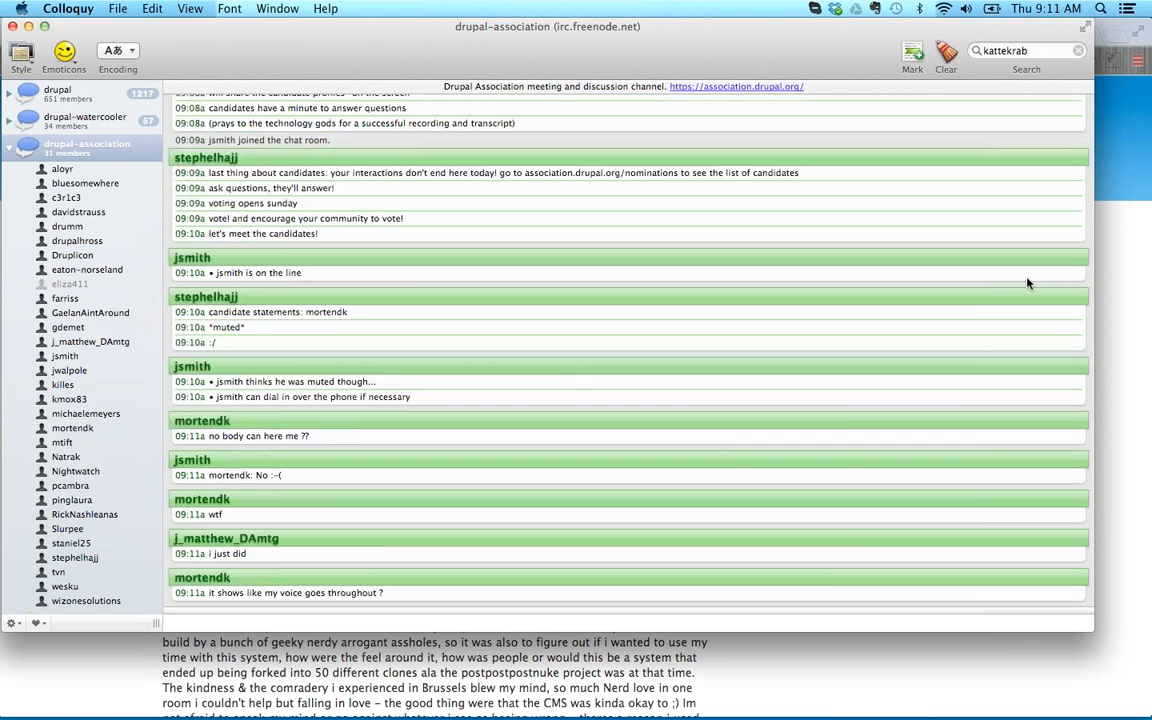 Colloquy File Edit View Font Window Help Thu 9:11 AM
drupal-association (irc.freenode.net)
Aあ kattekrab
Style Emoticons Encoding Mark Clear Search
Drupal Association meeting and discussion channel. https://association.drupal.org/
drupal
651 members
1217
drupal-watercooler
34 members
57
drupal-association
31 members
aloyr
bluesomewhere
c3r1c3
davidstrauss
drumm
drupalhross
Druplicon
eaton-norseland
eliza411
farriss
GaelanAintAround
gdemet
j_matthew_DAmtg
jsmith
jwalpole
killes
kmox83
michaelemeyers
mortendk
mtift
Natrak
Nightwatch
pcambra
pinglaura
RickNashleanas
Slurpee
staniel25
stephelhajj
tvn
wesku
wizonesolutions
09:08a will share the candidate profiles on the screen
09:08a candidates have a minute to answer questions
09:08a (prays to the technology gods for a successful recording and transcript)
09:09a jsmith joined the chat room.
stephelhajj
09:09a last thing about candidates: your interactions don't end here today! go to association.drupal.org/nominations to see the list of candidates
09:09a ask questions, they'll answer!
09:09a voting opens sunday
09:09a vote! and encourage your community to vote!
09:10a let's meet the candidates!
jsmith
09:10a • jsmith is on the line
stephelhajj
09:10a candidate statements: mortendk
09:10a *muted*
09:10a :/
jsmith
09:10a • jsmith thinks he was muted though...
09:10a • jsmith can dial in over the phone if necessary
mortendk
09:11a no body can here me ??
jsmith
09:11a mortendk: No :-(
mortendk
09:11a wtf
j_matthew_DAmtg
09:11a i just did
mortendk
09:11a it shows like my voice goes throughout ?
build by a bunch of geeky nerdy arrogant assholes, so it was also to figure out if i wanted to use my
time with this system, how were the feel around it, how was people or would this be a system that
ended up being forked into 50 different clones ala the postpostpostnuke project was at that time.
The kindness & the comradery i experienced in Brussels blew my mind, so much Nerd love in one
room i couldn't help but falling in love – the good thing were that the CMS was kinda okay to ;) Im